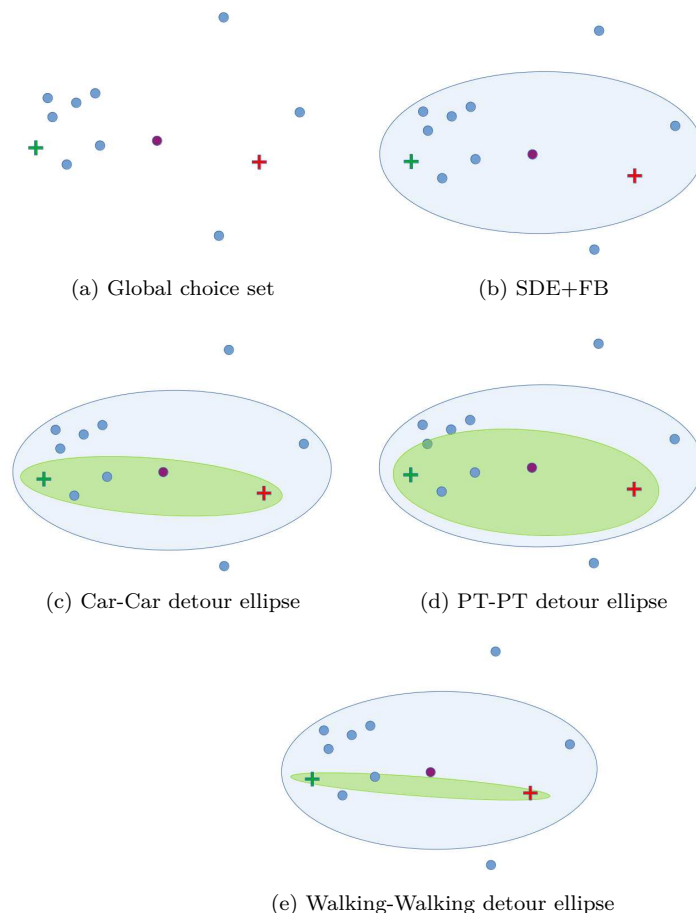 (a) Global choice set
(b) SDE+FB
(c) Car-Car detour ellipse
(d) PT-PT detour ellipse
(e) Walking-Walking detour ellipse